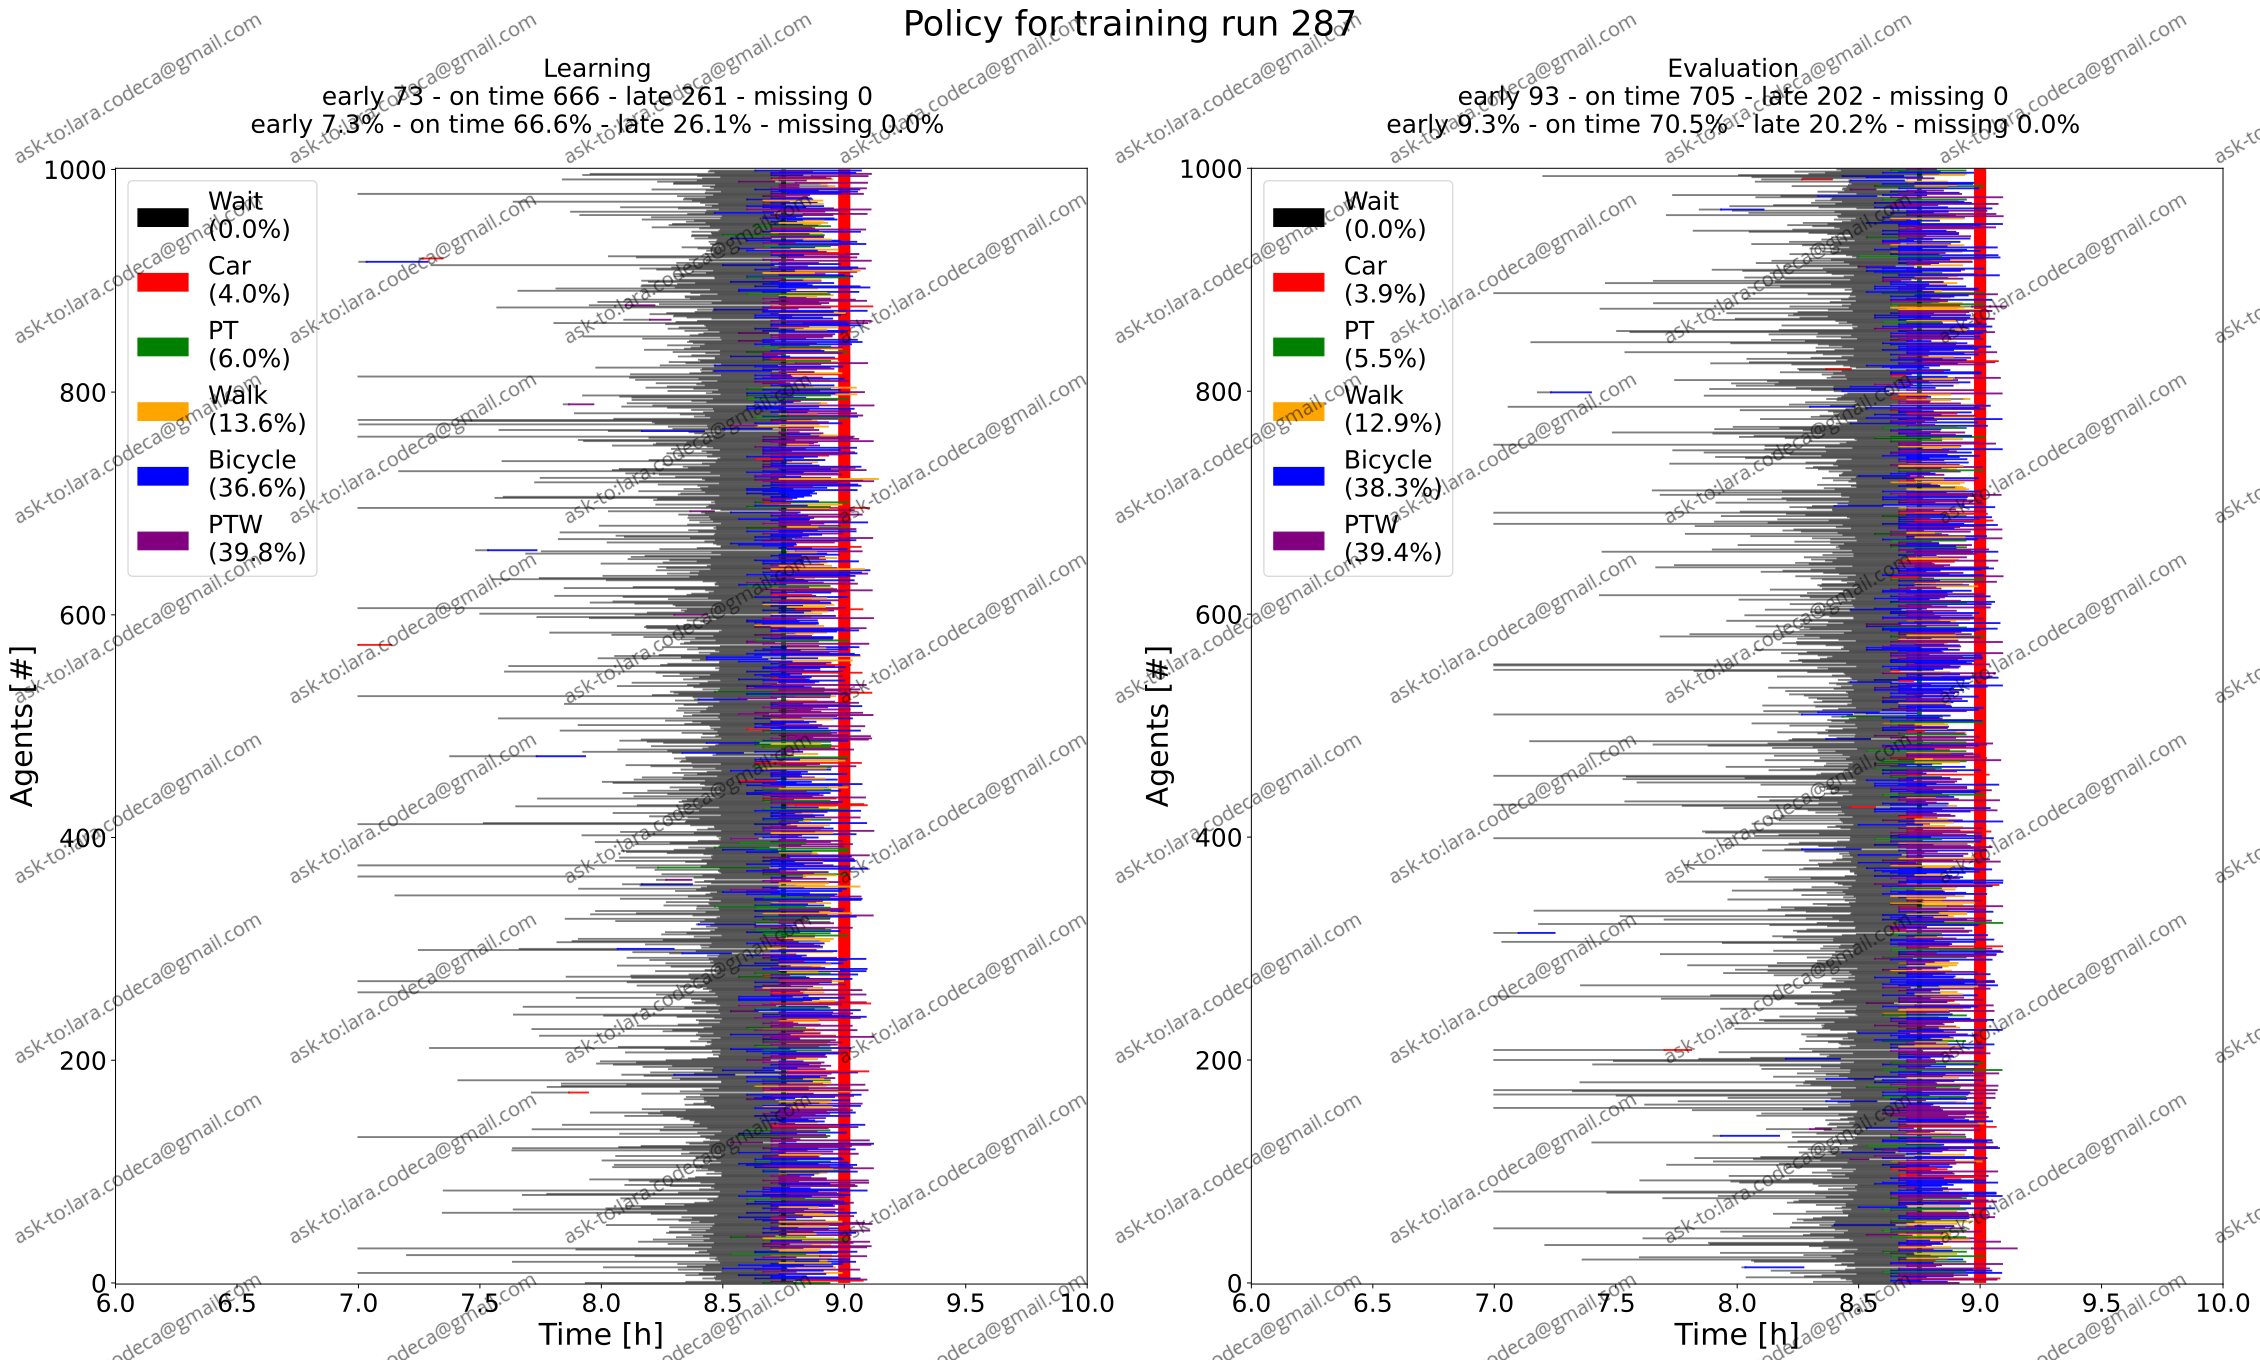 Policy for training run 287
Learning
early 73 - on time 666 - late 261 - missing 0
early 7.3% - on time 66.6% - late 26.1% - missing 0.0%
Wait
(0.0%)
Car
(4.0%)
PT
(6.0%)
Walk
(13.6%)
Bicycle
(36.6%)
PTW
(39.8%)
1000
800
600
400
200
0
Agents [#]
6.0 6.5 7.0 7.5 8.0 8.5 9.0 9.5 10.0
Time [h]
Evaluation
early 93 - on time 705 - late 202 - missing 0
early 9.3% - on time 70.5% - late 20.2% - missing 0.0%
Wait
(0.0%)
Car
(3.9%)
PT
(5.5%)
Walk
(12.9%)
Bicycle
(38.3%)
PTW
(39.4%)
1000
800
600
400
200
0
Agents [#]
6.0 6.5 7.0 7.5 8.0 8.5 9.0 9.5 10.0
Time [h]
ask-to:lara.codeca@gmail.com